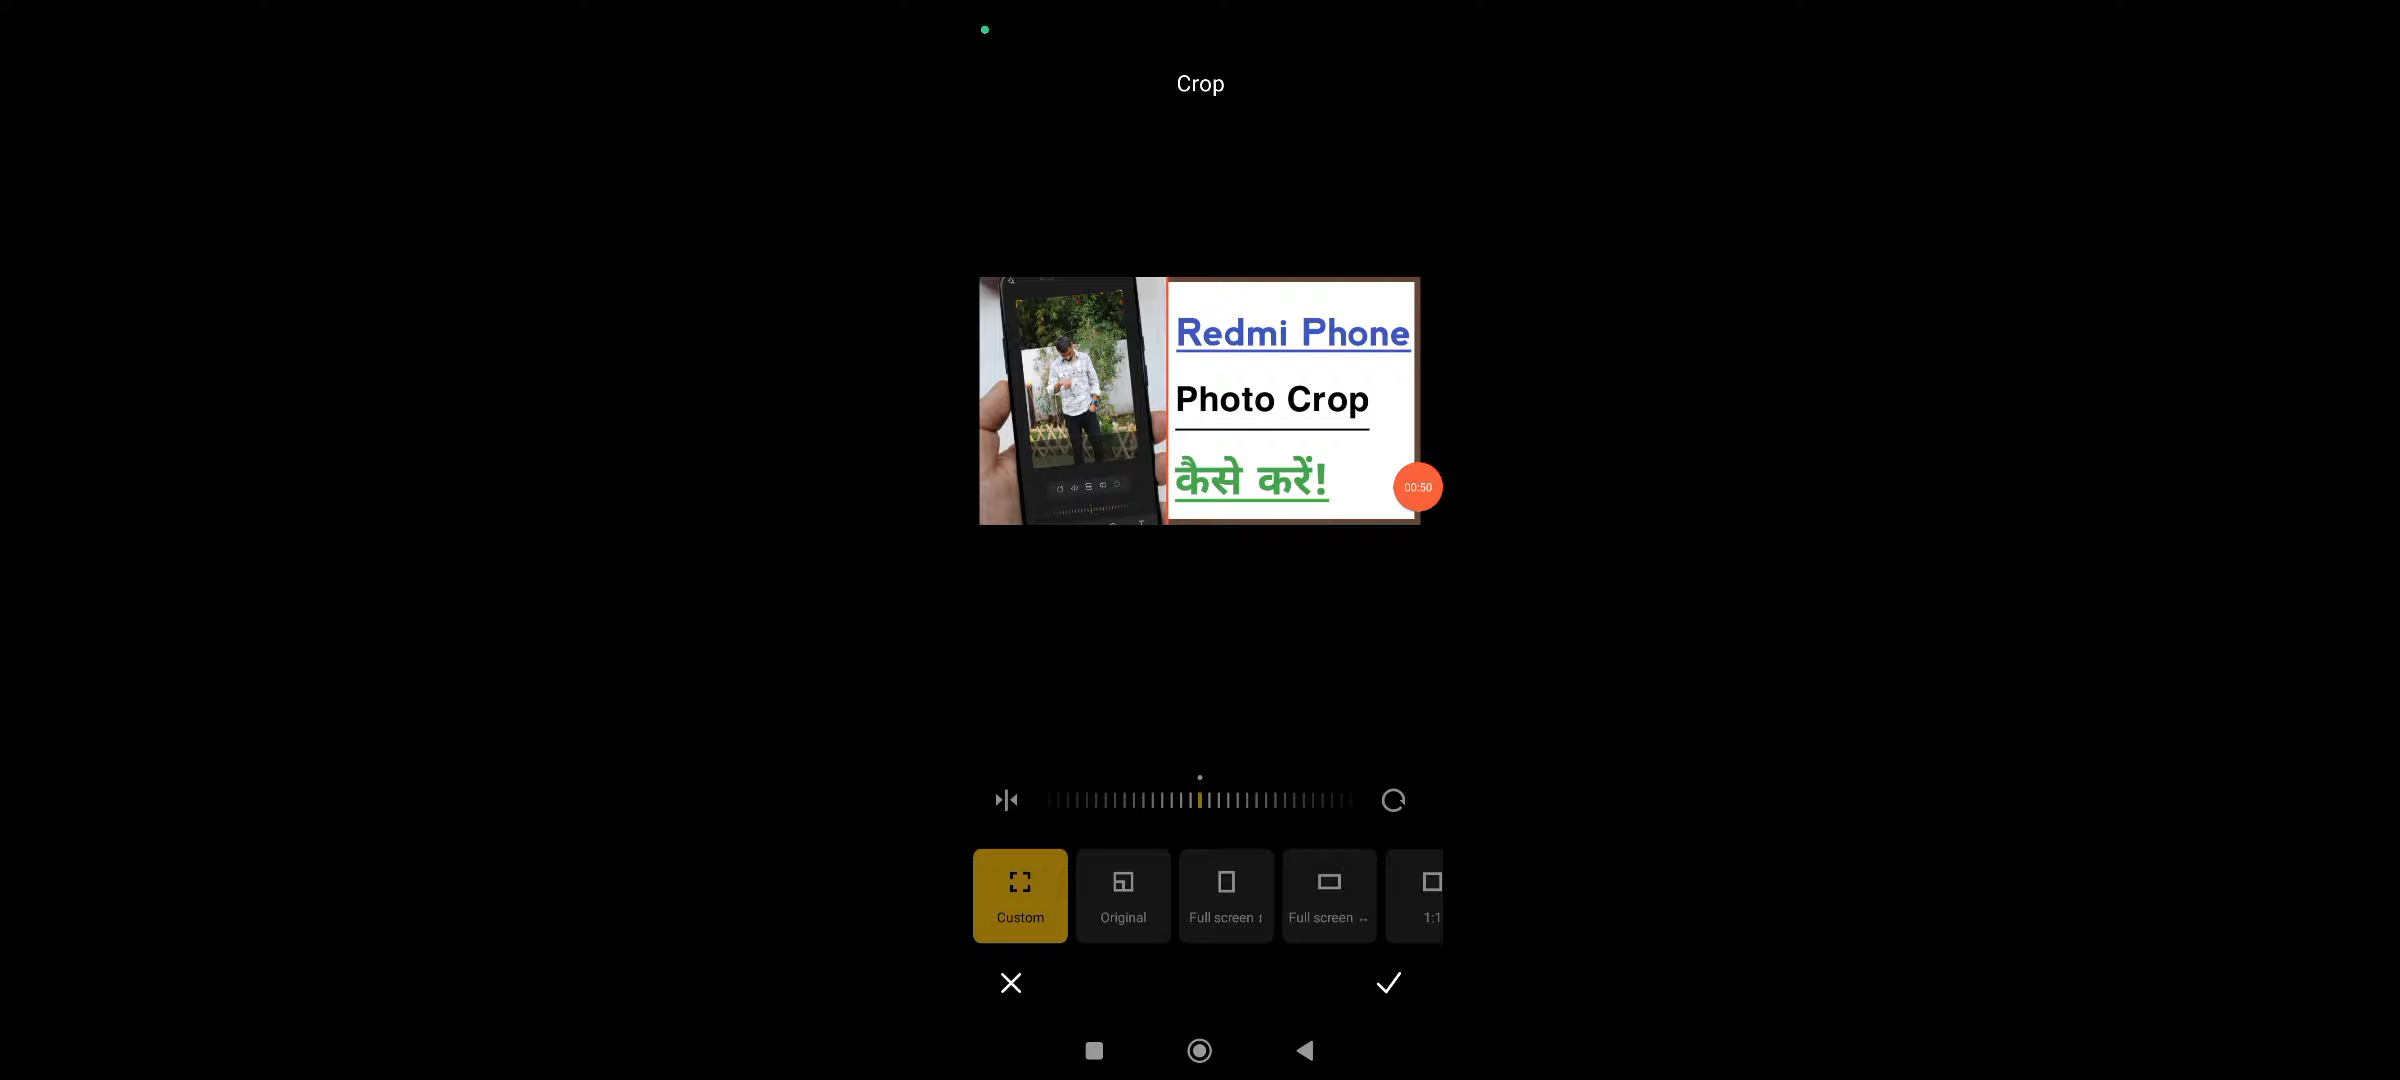 Crop
Redmi Phone
Photo Crop
कैसे करें!
00:50
Custom
Original
Full screen ↕
Full screen ↔
1:1